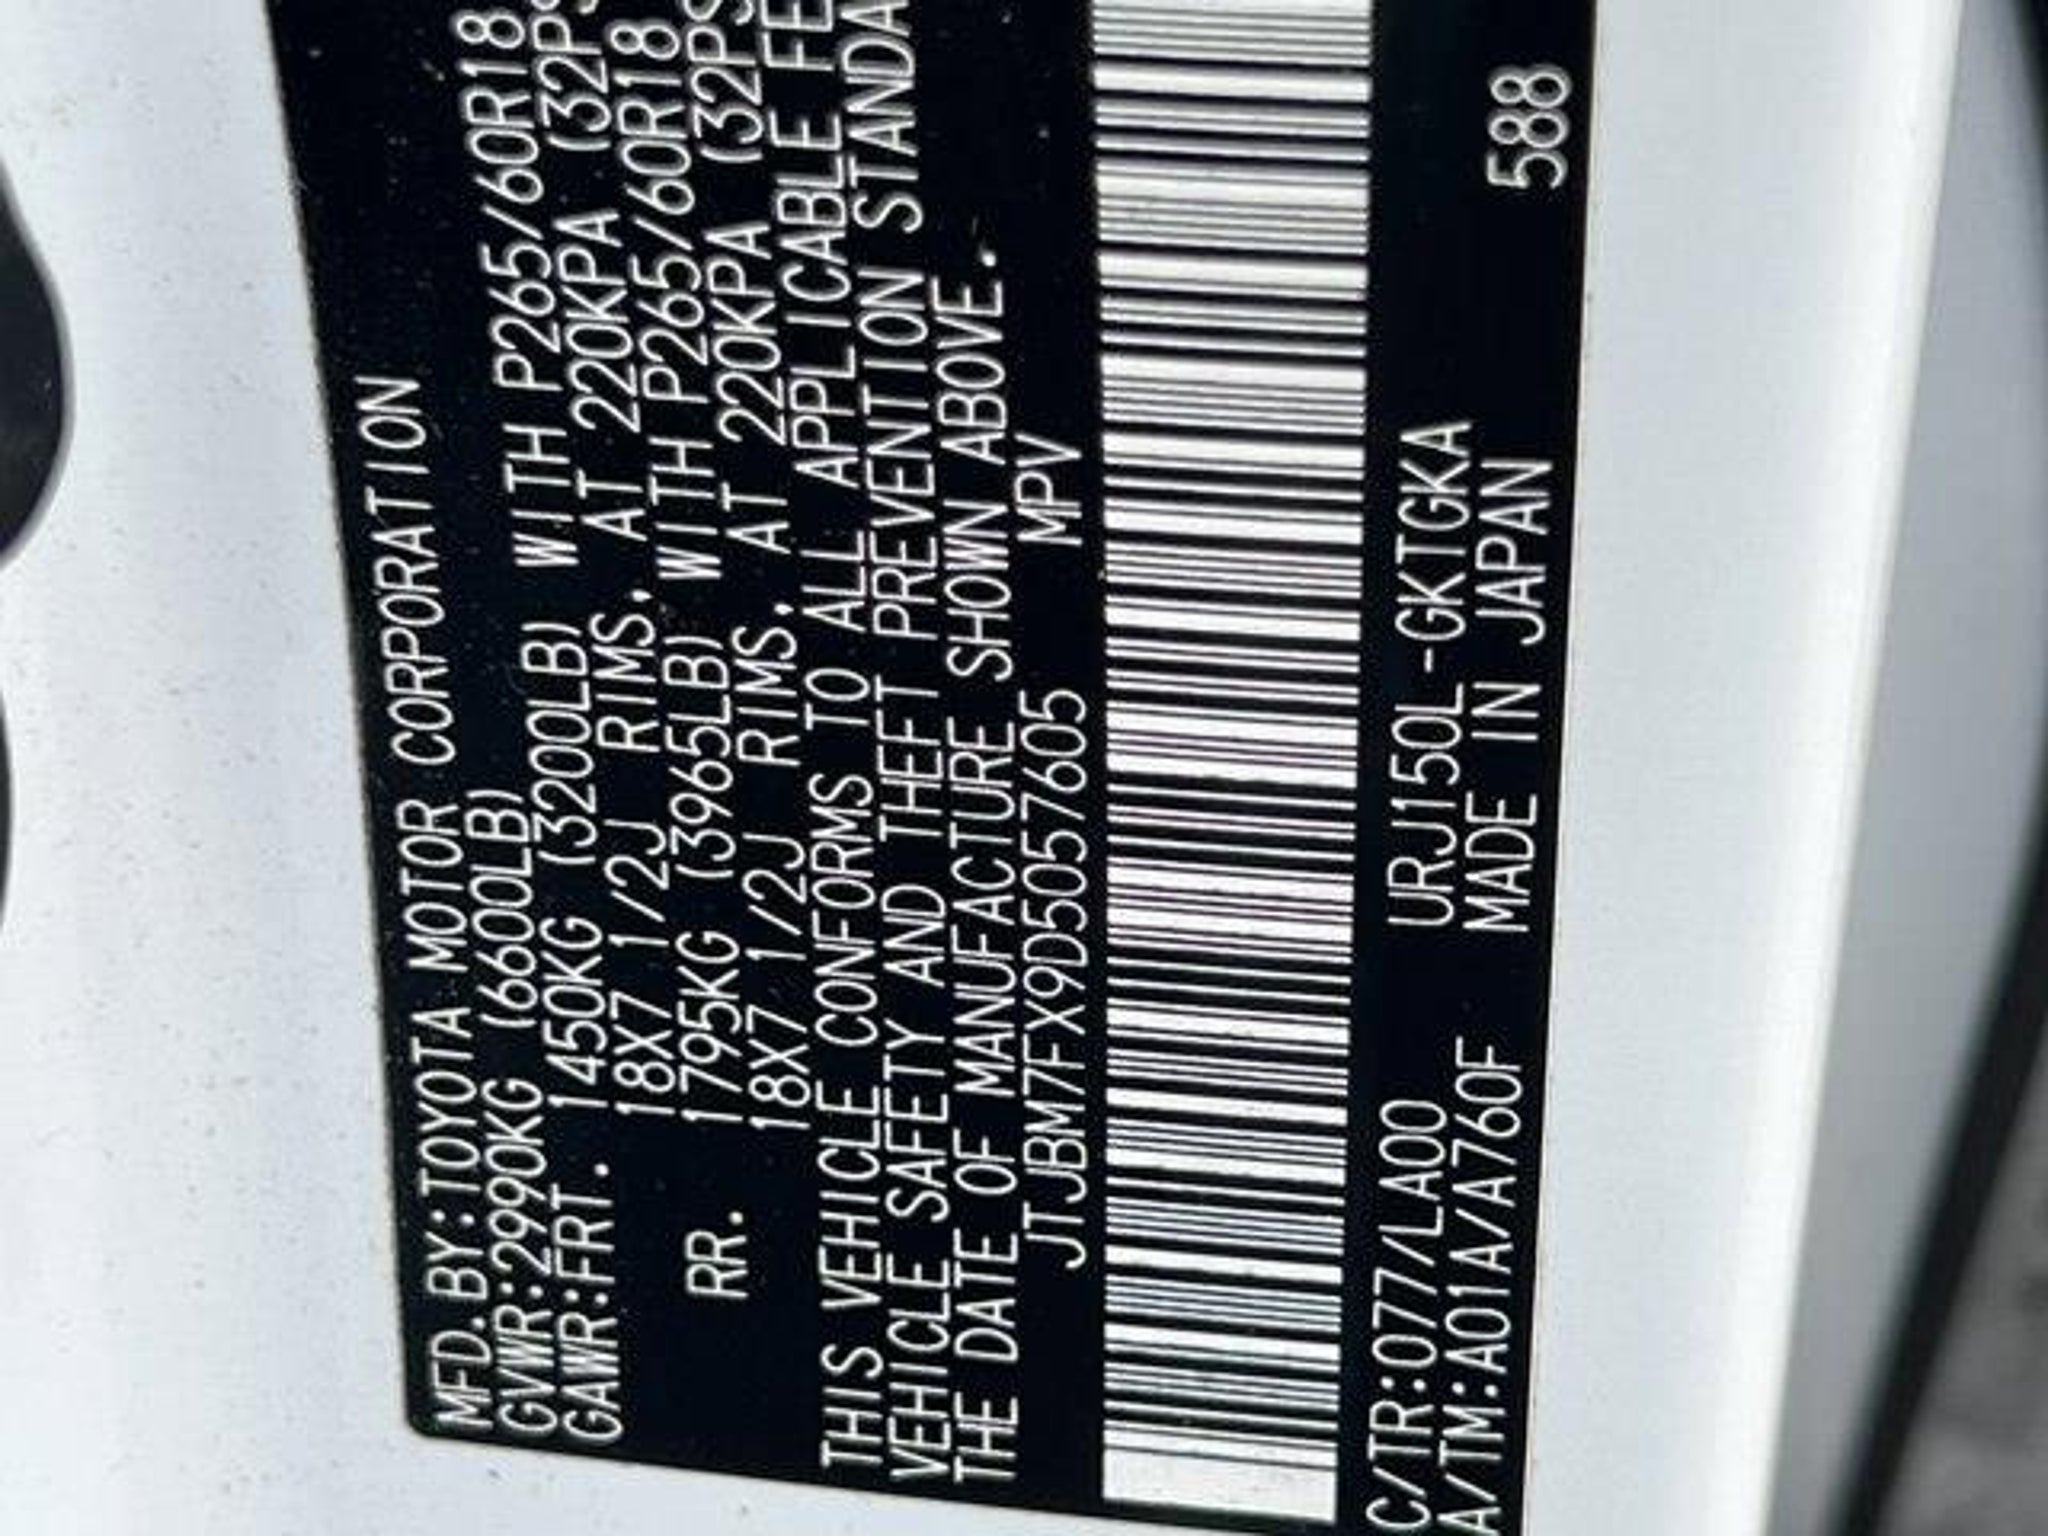 MFD.BY:TOYOTA MOTOR CORPORATION
GVWR:2990KG (6600LB)
GAWR:FRT. 1450KG (3200LB) WITH P265/60R18
18X7 1/2J RIMS, AT 220KPA (32PS
RR. 1795KG (3965LB) WITH P265/60R18
18X7 1/2J RIMS, AT 220KPA (32PS
THIS VEHICLE CONFORMS TO ALL APPLICABLE FE
VEHICLE SAFETY AND THEFT PREVENTION STANDA
THE DATE OF MANUFACTURE SHOWN ABOVE.
JTJBM7FX9D5057605 MPV
C/TR:077/LA00 URJ150L-GKTGKA 588
A/TM:A01A/A760F MADE IN JAPAN